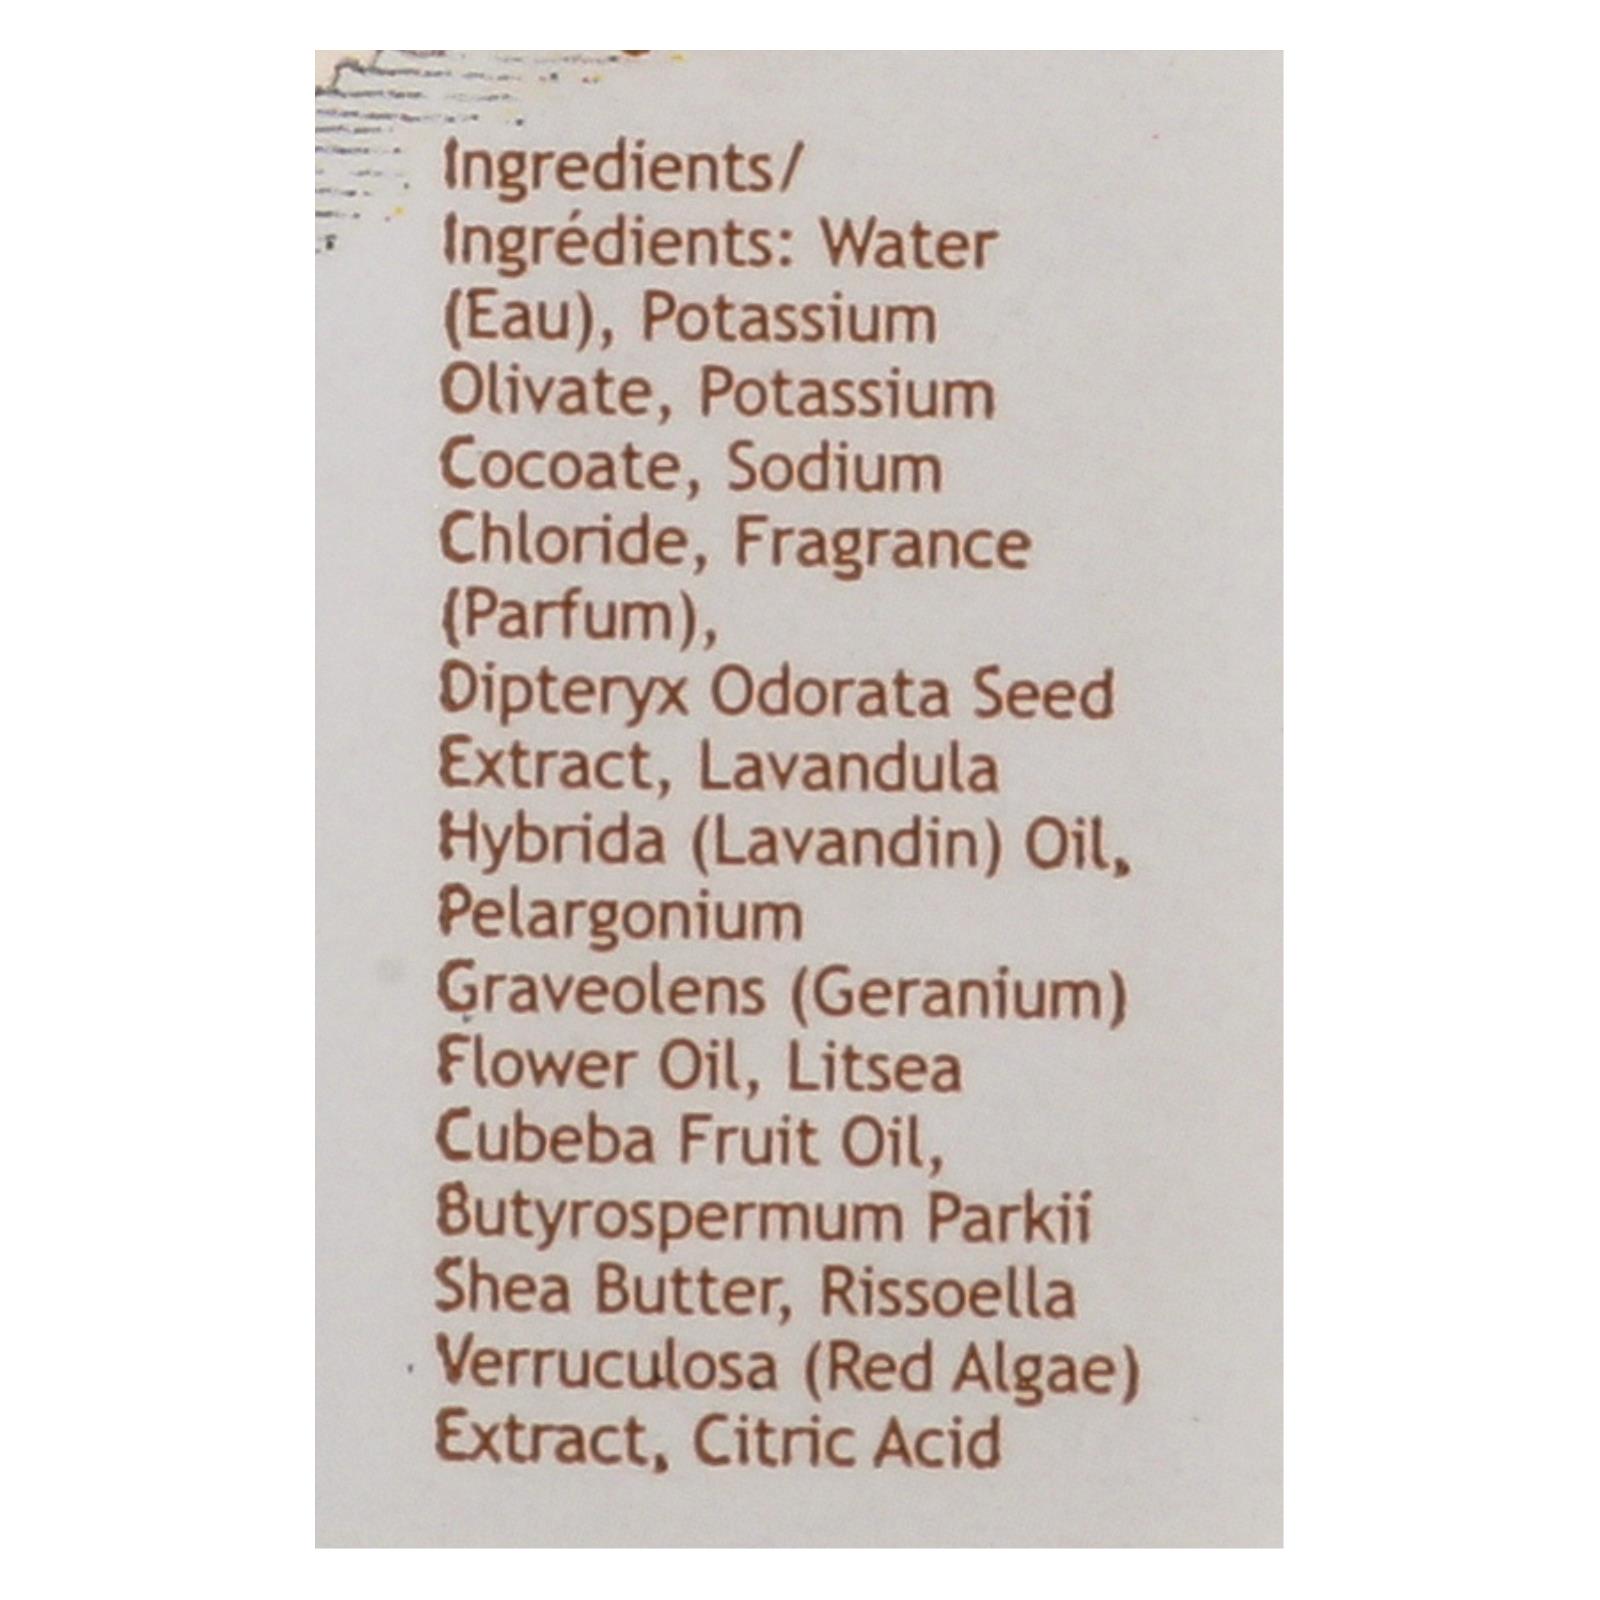 Ingredients/
Ingrédients: Water
(Eau), Potassium
Olivate, Potassium
Cocoate, Sodium
Chloride, Fragrance
(Parfum),
Dipteryx Odorata Seed
Extract, Lavandula
Hybrida (Lavandin) Oil,
Pelargonium
Graveolens (Geranium)
Flower Oil, Litsea
Cubeba Fruit Oil,
Butyrospermum Parkii
Shea Butter, Rissoella
Verruculosa (Red Algae)
Extract, Citric Acid